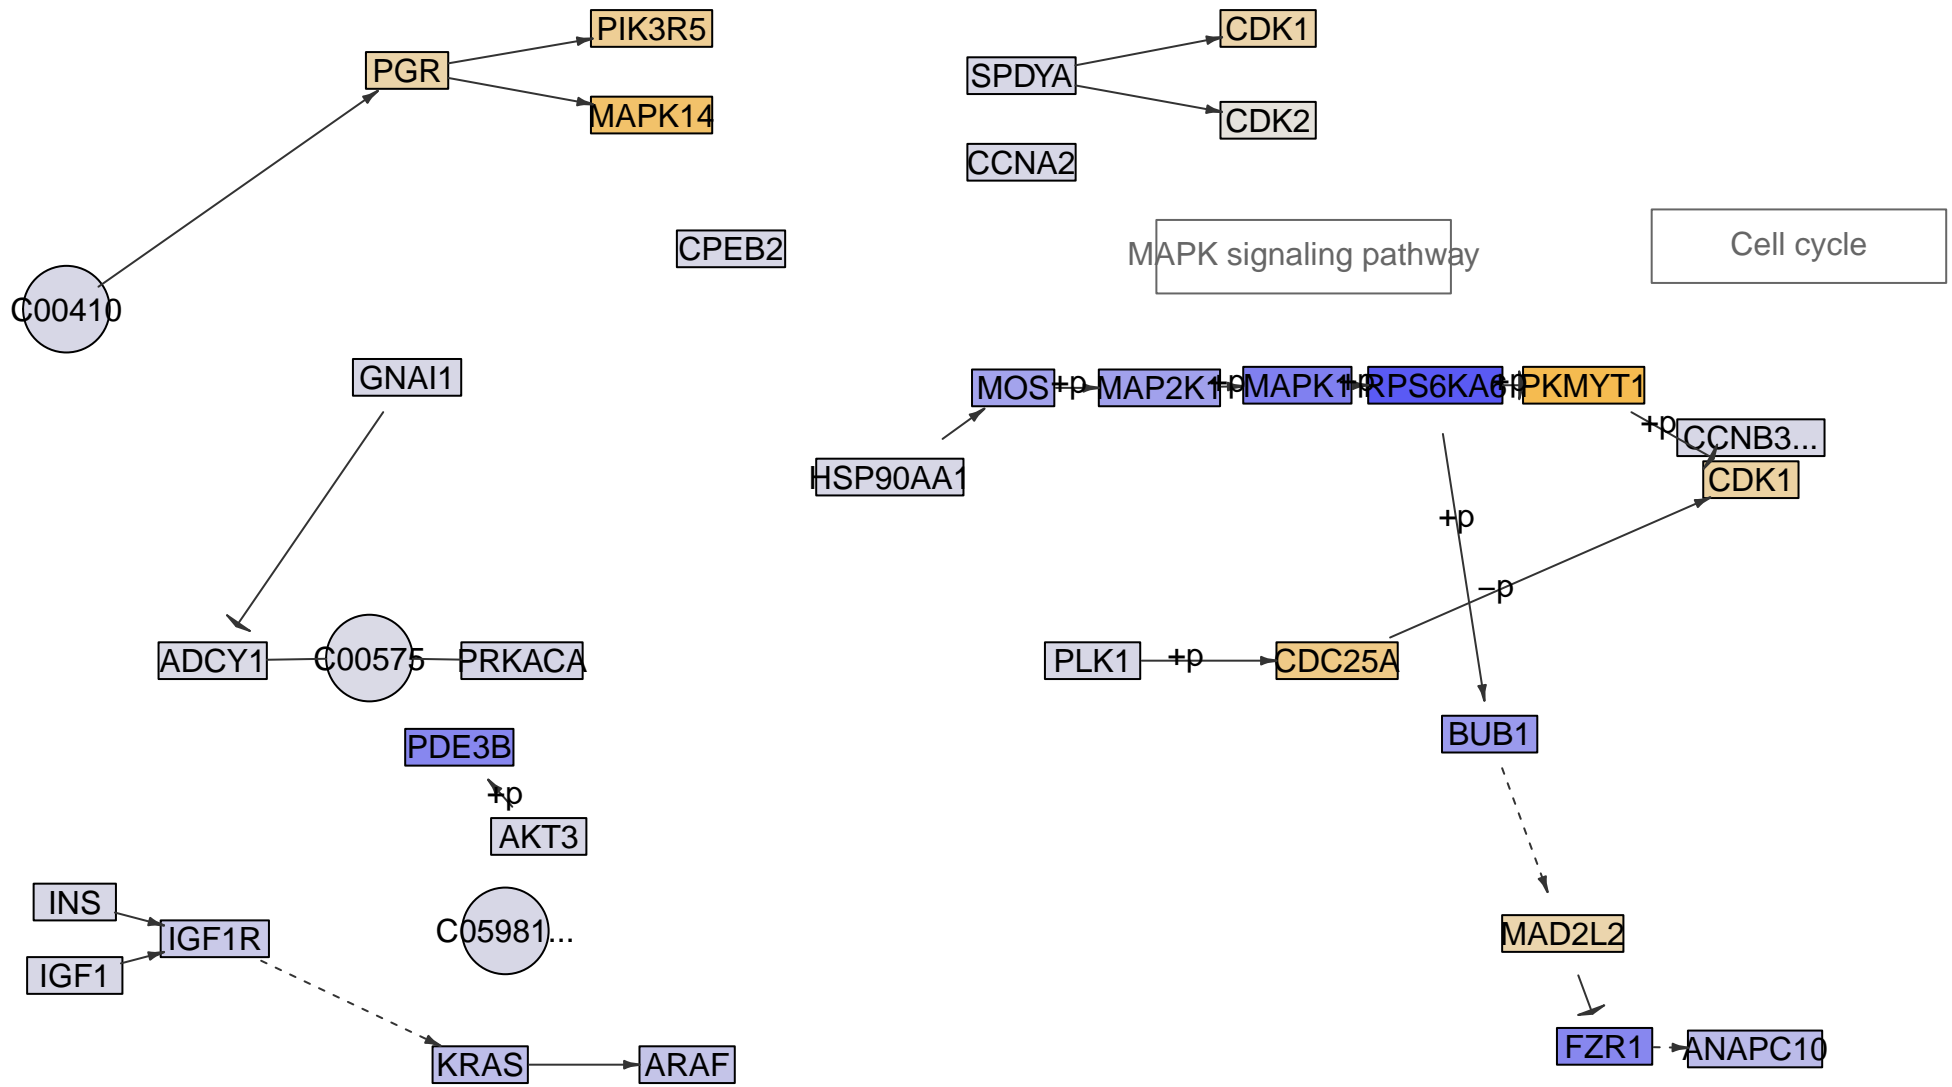 PIK3R5
CDK1
PGR
SPDYA
MAPK14
CDK2
CCNA2
CPEB2
MAPK signaling pathway
Cell cycle
C00410
GNAI1
MOS
+p
MAP2K1
+p
MAPK1
+p
RPS6KA6
+p
PKMYT1
+p
CCNB3...
HSP90AA1
CDK1
+p
−p
ADCY1
C00575
PRKACA
PLK1
+p
CDC25A
PDE3B
BUB1
+p
AKT3
INS
IGF1R
C05981...
MAD2L2
IGF1
KRAS
ARAF
FZR1
ANAPC10